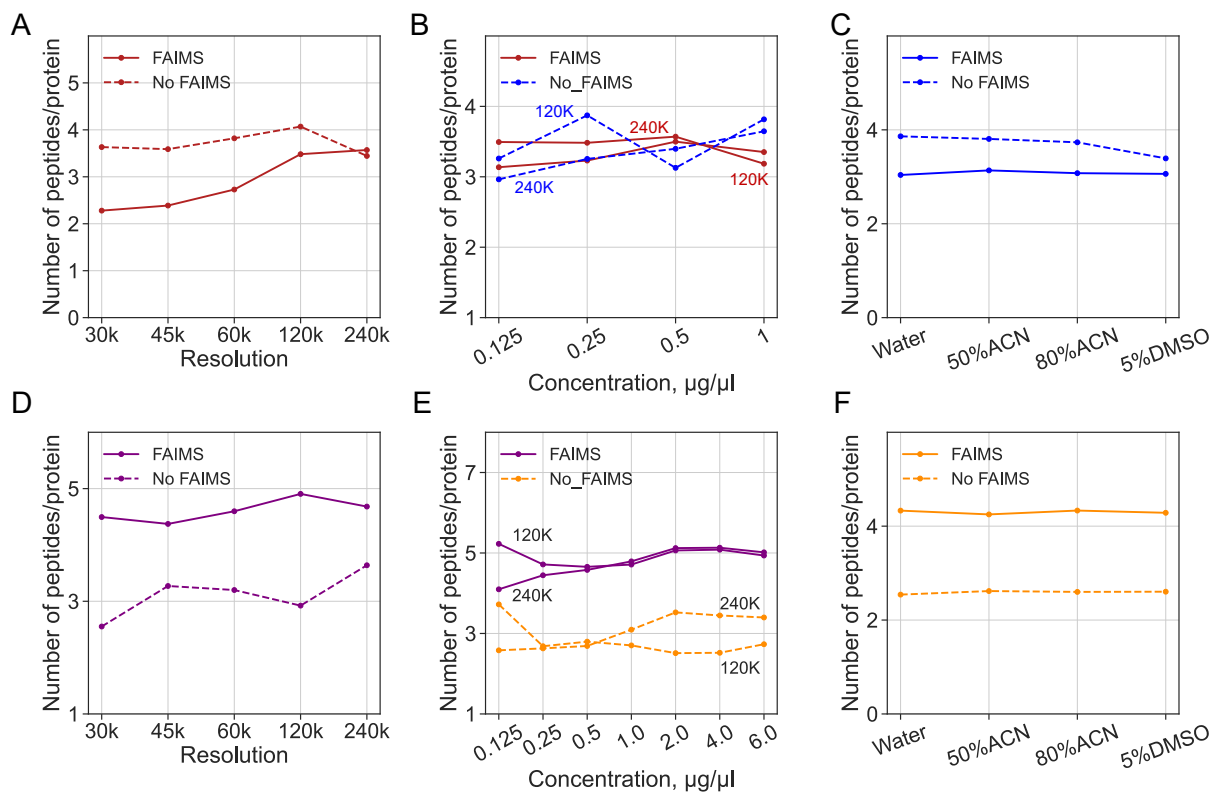 A
Number of peptides/protein
FAIMS
No FAIMS
5
4
3
2
1
0
30k
45k
60k
120k
240k
Resolution
B
Number of peptides/protein
FAIMS
No_FAIMS
4
3
2
1
120K
240K
240K
120K
0.125
0.25
0.5
1
Concentration, µg/µl
C
Number of peptides/protein
FAIMS
No FAIMS
4
2
0
Water
50%ACN
80%ACN
5%DMSO
D
Number of peptides/protein
FAIMS
No FAIMS
5
3
1
30k
45k
60k
120k
240k
Resolution
E
Number of peptides/protein
FAIMS
No_FAIMS
7
5
3
1
120K
240K
240K
120K
0.125
0.25
0.5
1.0
2.0
4.0
6.0
Concentration, µg/µl
F
Number of peptides/protein
FAIMS
No FAIMS
4
2
0
Water
50%ACN
80%ACN
5%DMSO